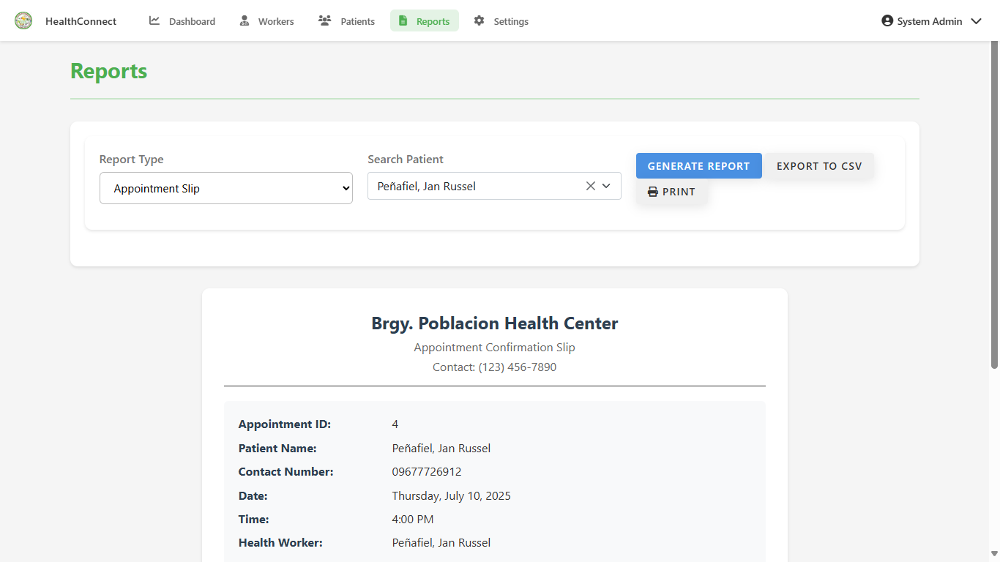 HealthConnect Dashboard Workers Patients Reports Settings System Admin
Reports
Report Type Search Patient
GENERATE REPORT EXPORT TO CSV
Appointment Slip Peñafiel, Jan Russel
PRINT
Brgy. Poblacion Health Center
Appointment Confirmation Slip
Contact: (123) 456-7890
Appointment ID: 4
Patient Name: Peñafiel, Jan Russel
Contact Number: 09677726912
Date: Thursday, July 10, 2025
Time: 4:00 PM
Health Worker: Peñafiel, Jan Russel